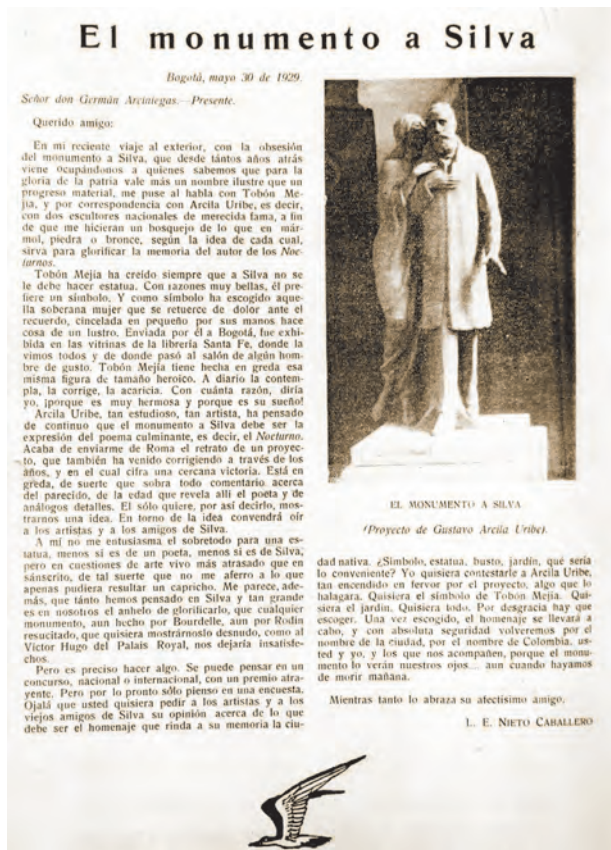 El monumento a Silva
Bogotá, mayo 30 de 1929.
Señor don Germán Arciniegas.—Presente.
Querido amigo:
En mi reciente viaje al exterior, con la obsesión
del monumento a Silva, que desde tántos años atrás
viene ocupándonos a quienes sabemos que para la
gloria de la patria vale más un nombre ilustre que un
progreso material, me puse al habla con Tobón Me-
jía, y por correspondencia con Arcila Uribe, es decir,
con dos escultores nacionales de merecida fama, a fin
de que me hicieran un bosquejo de lo que en már-
mol, piedra o bronce, según la idea de cada cual,
sirva para glorificar la memoria del autor de los Noc-
turnos.
Tobón Mejía ha creído siempre que a Silva no se
le debe hacer estatua. Con razones muy bellas, él pre-
fiere un símbolo. Y como símbolo ha escogido aque-
lla soberana mujer que se retuerce de dolor ante el
recuerdo, cincelada en pequeño por sus manos hace
cosa de un lustro. Enviada por él a Bogotá, fue exhi-
bida en las vitrinas de la librería Santa Fe, donde la
vimos todos y de donde pasó al salón de algún hom-
bre de gusto. Tobón Mejía tiene hecha en greda esa
misma figura de tamaño heroico. A diario la contem-
pla, la corrige, la acaricia. Con cuánta razón, diría
yo, ¡porque es muy hermosa y porque es su sueño!
Arcila Uribe, tan estudioso, tan artista, ha pensado
de continuo que el monumento a Silva debe ser la
expresión del poema culminante, es decir, el Nocturno.
Acaba de enviarme de Roma el retrato de un proyec-
to, que también ha venido corrigiendo a través de los
años, y en el cual cifra una cercana victoria. Está en
greda, de suerte que sobra todo comentario acerca
del parecido, de la edad que revela allí el poeta y de
análogos detalles. El sólo quiere, por así decirlo, mos-
trarnos una idea. En torno de la idea convendrá oír
a los artistas y a los amigos de Silva.
A mí no me entusiasma el sobretodo para una es-
tatua, menos si es de un poeta, menos si es de Silva,
pero en cuestiones de arte vivo más atrasado que en
sánscrito, de tal suerte que no me aferro a lo que
apenas pudiera resultar un capricho. Me parece, ade-
más, que tánto hemos pensado en Silva y tan grande
es en nosotros el anhelo de glorificarlo, que cualquier
monumento, aun hecho por Bourdelle, aun por Rodin
resucitado, que quisiera mostrárnoslo desnudo, como al
Víctor Hugo del Palais Royal, nos dejaría insatisfe-
chos.
Pero es preciso hacer algo. Se puede pensar en un
concurso, nacional o internacional, con un premio atra-
yente. Pero por lo pronto sólo pienso en una encuesta.
Ojalá que usted quisiera pedir a los artistas y a los
viejos amigos de Silva su opinión acerca de lo que
debe ser el homenaje que rinda a su memoria la ciu-
EL MONUMENTO A SILVA
(Proyecto de Gustavo Arcila Uribe).
dad nativa. ¿Símbolo, estatua, busto, jardín, qué sería
lo conveniente? Yo quisiera contestarle a Arcila Uribe,
tan encendido en fervor por el proyecto, algo que lo
halagara. Quisiera el símbolo de Tobón Mejía. Qui-
siera el jardín. Quisiera todo. Por desgracia hay que
escoger. Una vez escogido, el homenaje se llevará a
cabo, y con absoluta seguridad volveremos por el
nombre de la ciudad, por el nombre de Colombia, us-
ted y yo, y los que nos acompañen, porque el monu-
mento lo verán nuestros ojos... aun cuando hayamos
de morir mañana.
Mientras tanto lo abraza su afectísimo amigo,
L. E. NIETO CABALLERO